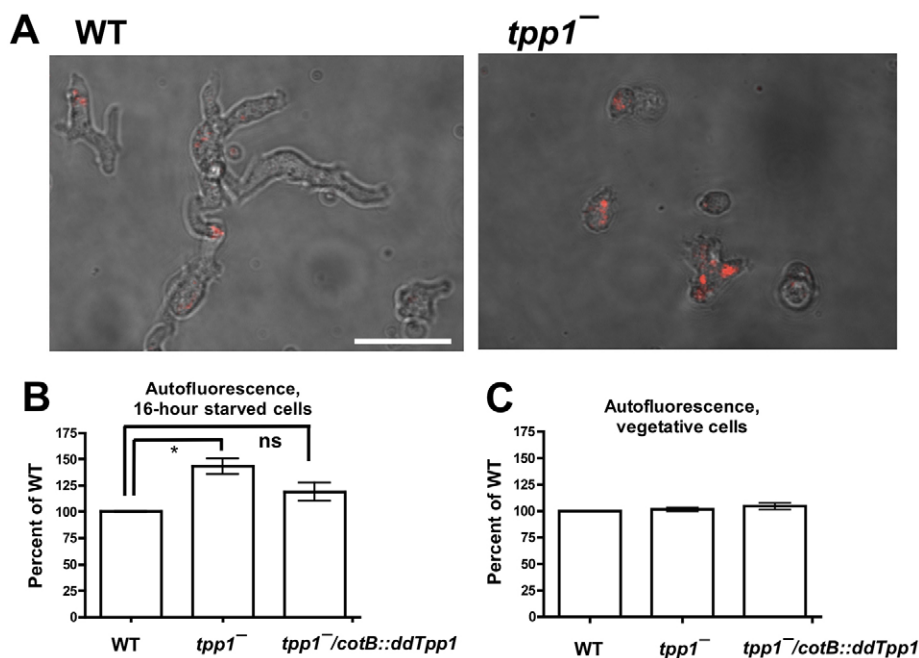 A WT tpp1⁻
B
Autofluorescence,
16-hour starved cells
ns
*
Percent of WT
175
150
125
100
75
50
25
0
WT tpp1⁻ tpp1⁻/cotB::ddTpp1
C
Autofluorescence,
vegetative cells
Percent of WT
175
150
125
100
75
50
25
0
WT tpp1⁻ tpp1⁻/cotB::ddTpp1